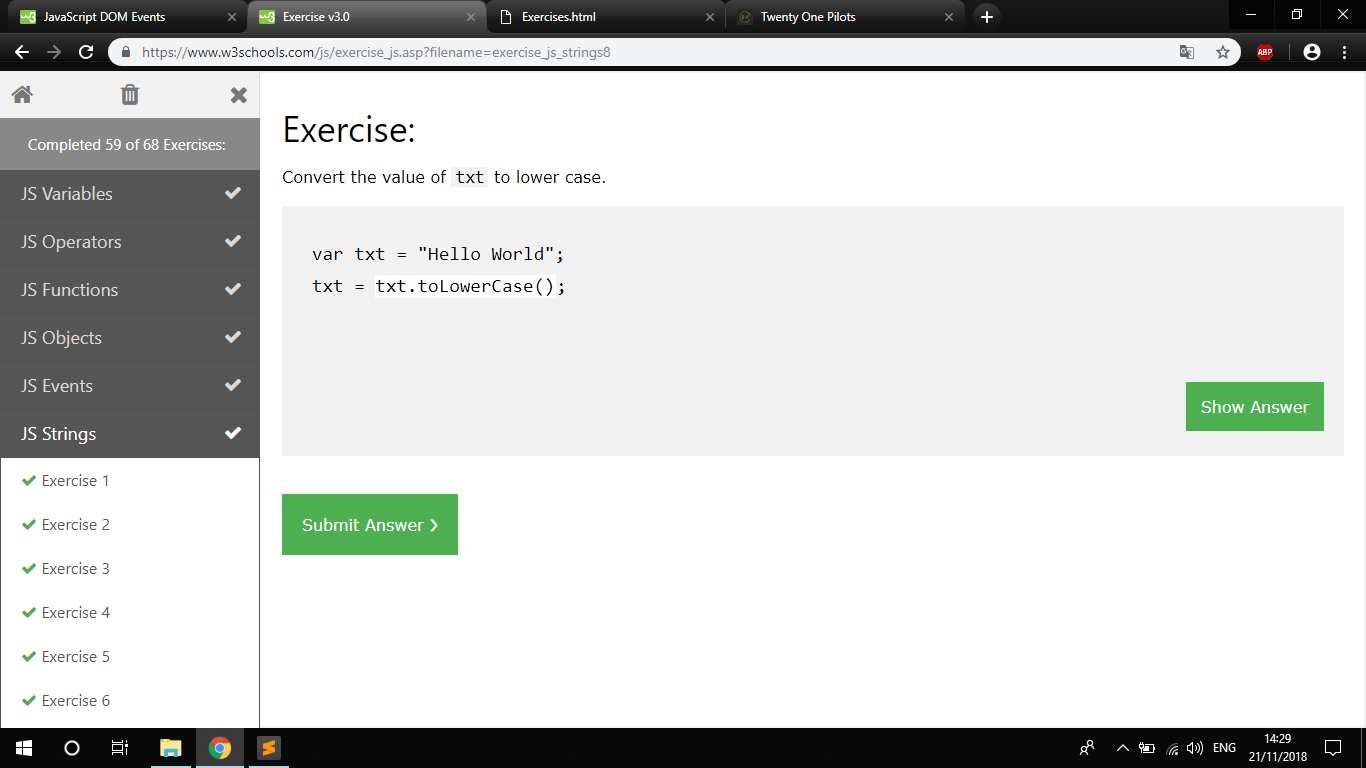 JavaScript DOM Events
Exercise v3.0
Exercises.html
Twenty One Pilots
https://www.w3schools.com/js/exercise_js.asp?filename=exercise_js_strings8
ABP
Completed 59 of 68 Exercises:
JS Variables
JS Operators
JS Functions
JS Objects
JS Events
JS Strings
Exercise 1
Exercise 2
Exercise 3
Exercise 4
Exercise 5
Exercise 6
Exercise:
Convert the value of txt to lower case.
var txt = "Hello World";
txt = txt.toLowerCase();
Show Answer
Submit Answer ❯
ENG
14:29
21/11/2018